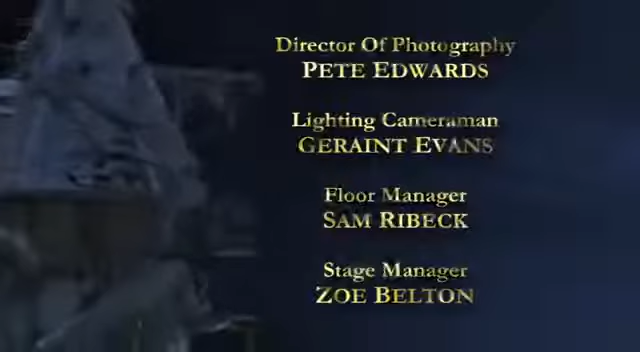 Director Of Photography
PETE EDWARDS
Lighting Cameraman
GERAINT EVANS
Floor Manager
SAM RIBECK
Stage Manager
ZOE BELTON